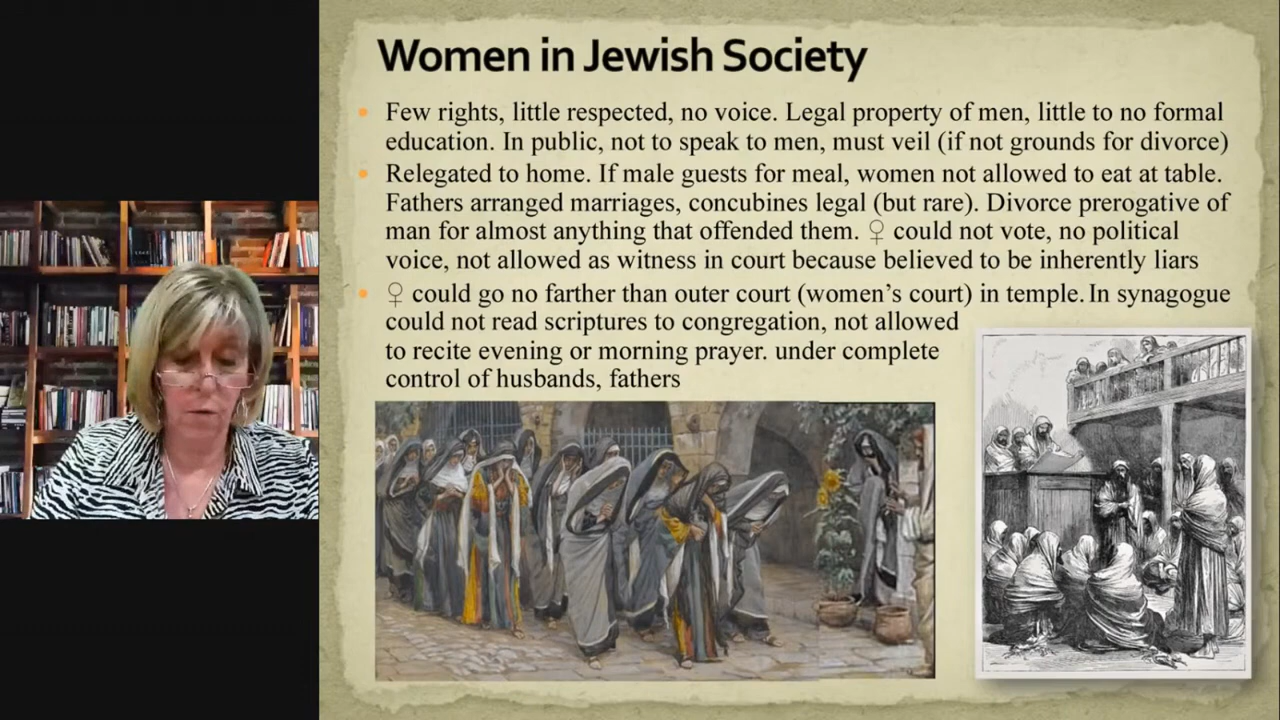 Women in Jewish Society
• Few rights, little respected, no voice. Legal property of men, little to no formal
education. In public, not to speak to men, must veil (if not grounds for divorce)
• Relegated to home. If male guests for meal, women not allowed to eat at table.
Fathers arranged marriages, concubines legal (but rare). Divorce prerogative of
man for almost anything that offended them. ♀ could not vote, no political
voice, not allowed as witness in court because believed to be inherently liars
• ♀ could go no farther than outer court (women’s court) in temple. In synagogue
could not read scriptures to congregation, not allowed
to recite evening or morning prayer. under complete
control of husbands, fathers